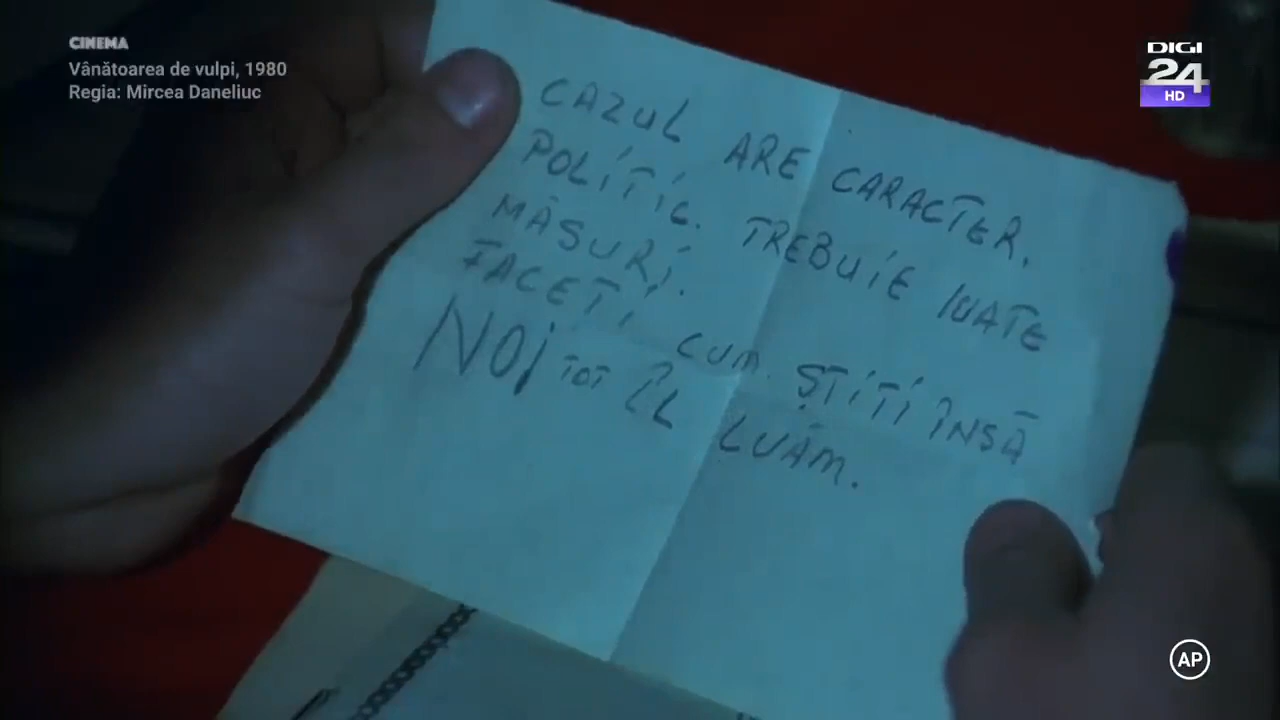 CINEMA
Vânătoarea de vulpi, 1980
Regia: Mircea Daneliuc
DIGI
24
HD
CAZUL ARE CARACTER.
POLITIC. TREBUIE LUATE
MĂSURI.
FACEȚI CUM ȘTIȚI ÎNSĂ
NOI TOT ÎL LUĂM.
AP